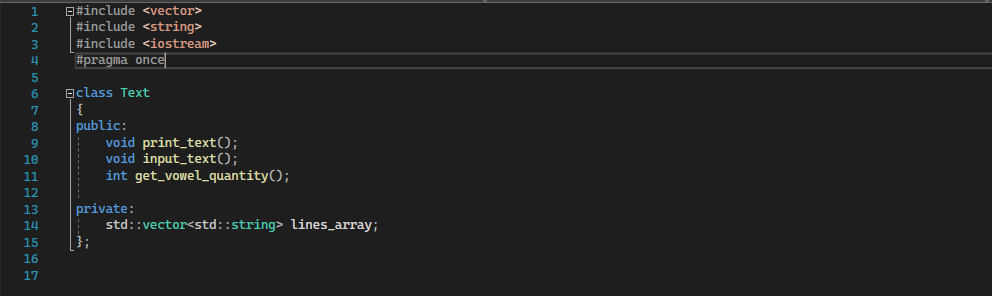 1 #include <vector>
2 #include <string>
3 #include <iostream>
4 #pragma once
5
6 class Text
7 {
8 public:
9     void print_text();
10     void input_text();
11     int get_vowel_quantity();
12
13 private:
14     std::vector<std::string> lines_array;
15 };
16
17